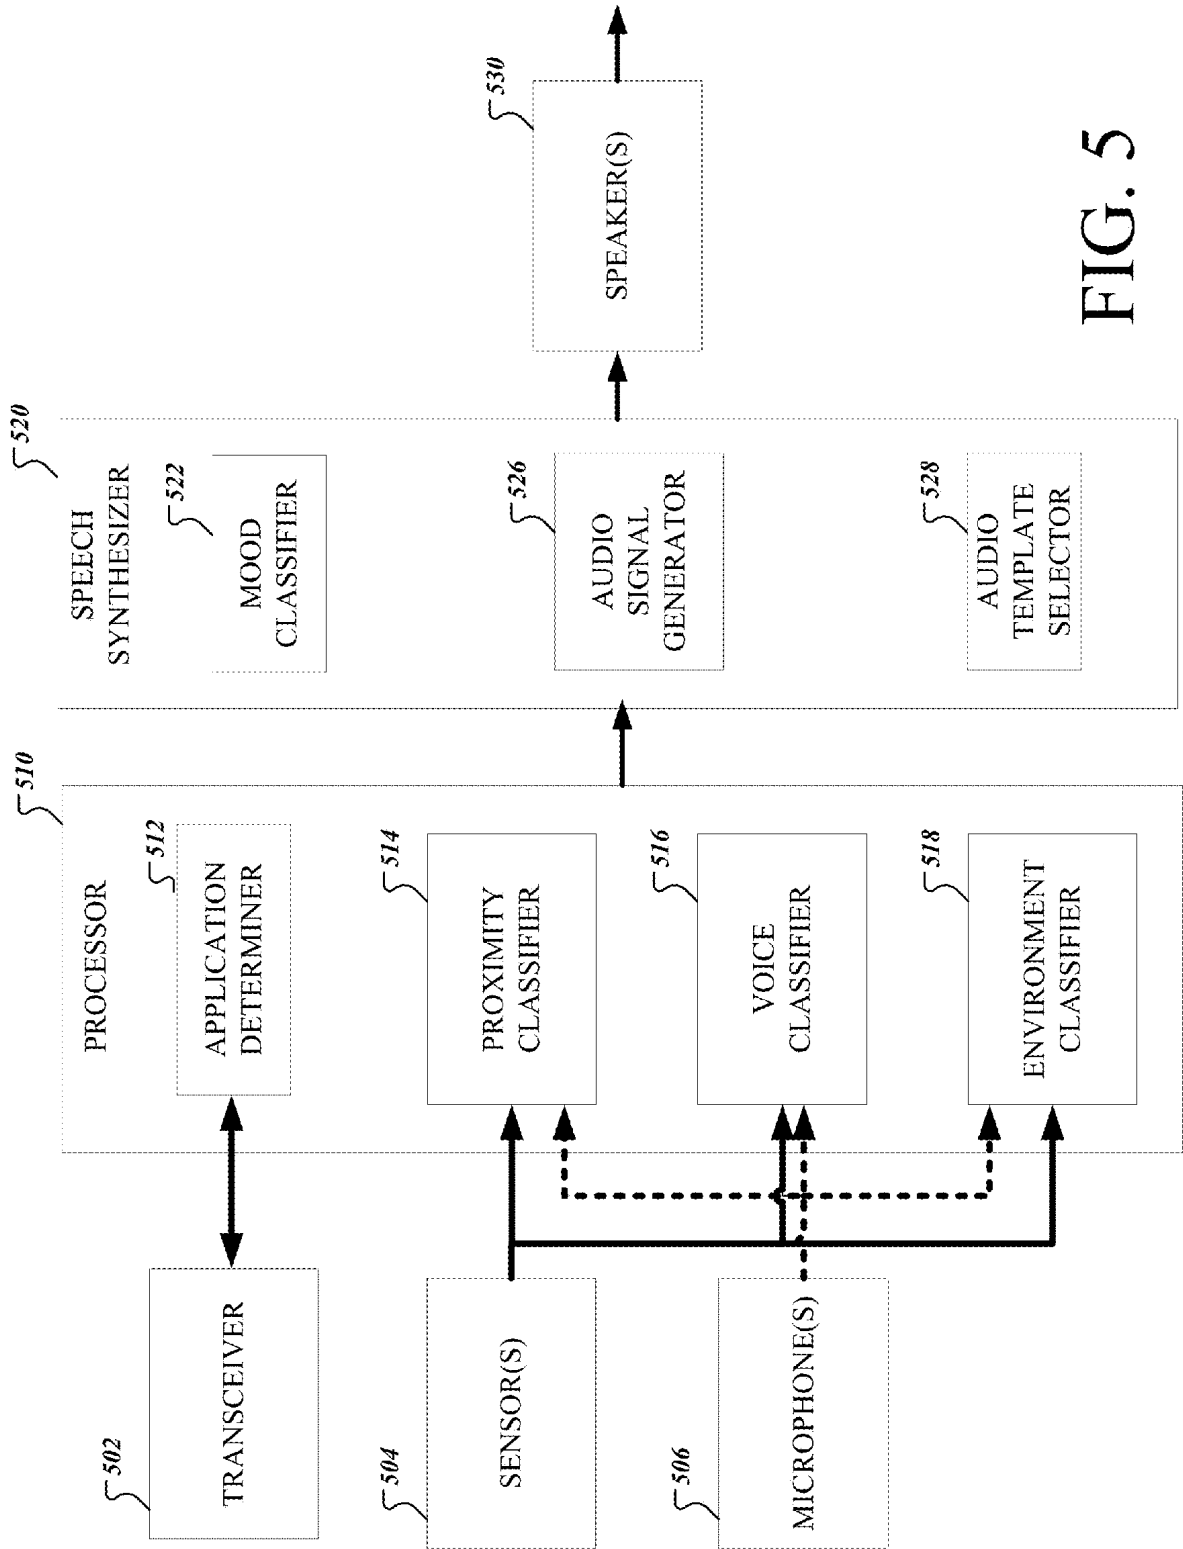 502
TRANSCEIVER
504
SENSOR(S)
506
MICROPHONE(S)
510
PROCESSOR
512
APPLICATION
DETERMINER
514
PROXIMITY
CLASSIFIER
516
VOICE
CLASSIFIER
518
ENVIRONMENT
CLASSIFIER
520
SPEECH
SYNTHESIZER
522
MOOD
CLASSIFIER
526
AUDIO
SIGNAL
GENERATOR
528
AUDIO
TEMPLATE
SELECTOR
530
SPEAKER(S)
FIG. 5